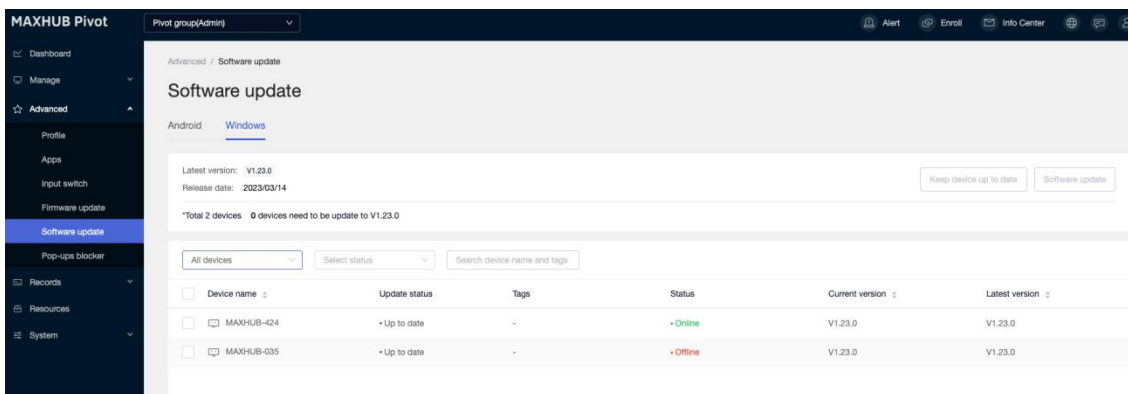 MAXHUB Pivot
Pivot group(Admin)
Alert
Enroll
Info Center
Dashboard
Manage
Advanced
Profile
Apps
Input switch
Firmware update
Software update
Pop-ups blocker
Records
Resources
System
Advanced / Software update
Software update
Android Windows
Latest version: V1.23.0
Release date: 2023/03/14
Keep device up to date Software update
*Total 2 devices 0 devices need to be update to V1.23.0
All devices Select status Search device name and tags
Device name Update status Tags Status Current version Latest version
MAXHUB-424 • Up to date - • Online V1.23.0 V1.23.0
MAXHUB-035 • Up to date - • Offline V1.23.0 V1.23.0